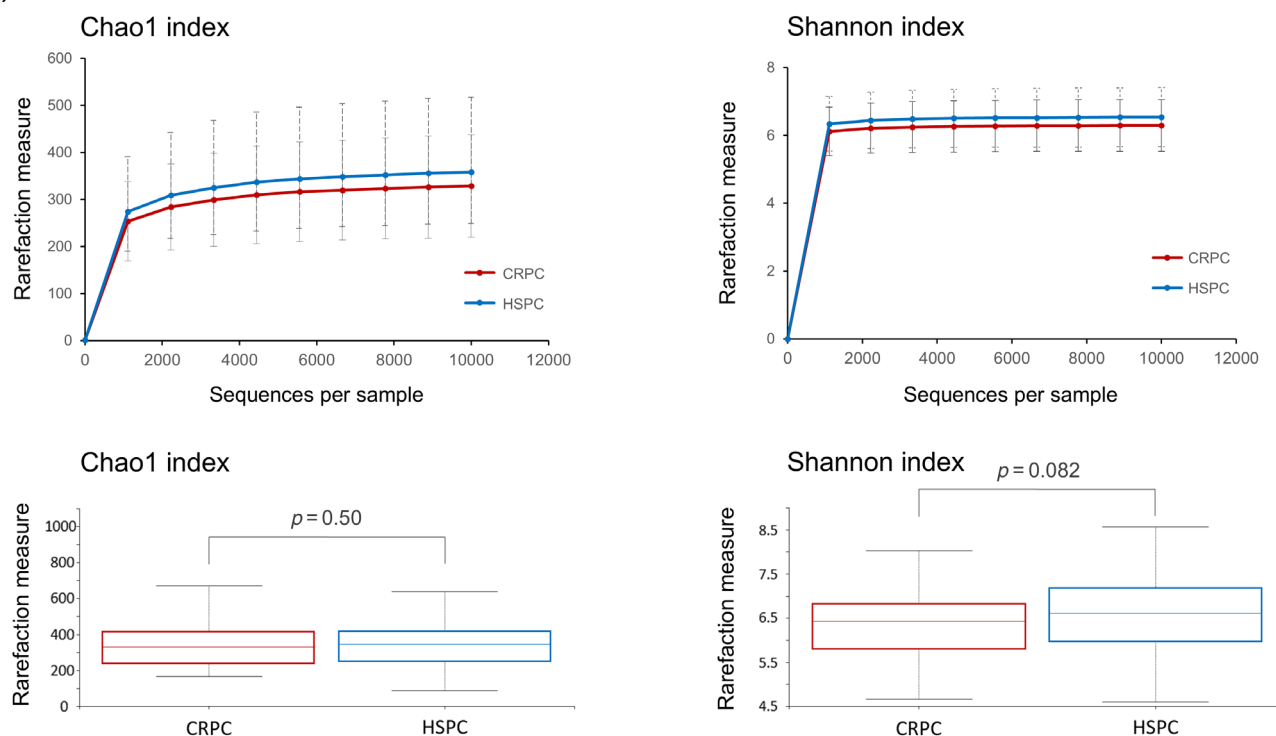 Chao1 index
Rarefaction measure
600
500
400
300
200
100
0
0 2000 4000 6000 8000 10000 12000
Sequences per sample
CRPC
HSPC
Shannon index
Rarefaction measure
8
6
4
2
0
0 2000 4000 6000 8000 10000 12000
Sequences per sample
CRPC
HSPC
Chao1 index
p = 0.50
Rarefaction measure
1000
800
600
400
200
0
CRPC HSPC
Shannon index
p = 0.082
Rarefaction measure
8.5
7.5
6.5
5.5
4.5
CRPC HSPC